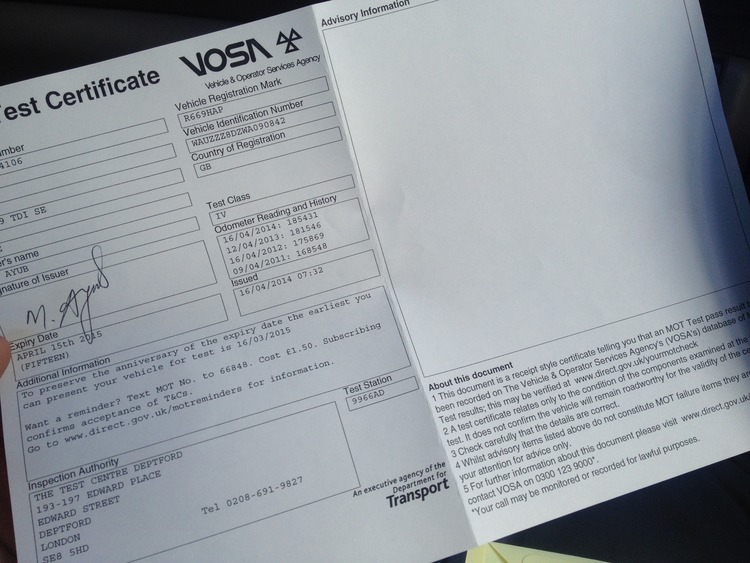 Test Certificate
VOSA
Vehicle & Operator Services Agency
4106
9 TDI SE
AYUB
Signature of Issuer
M. Ayub
Expiry Date
APRIL 15th 2015
(FIFTEEN)
Vehicle Registration Mark
R669HAP
Vehicle Identification Number
WAUZZZ8DZWA090842
Country of Registration
GB
Test Class
IV
Odometer Reading and History
16/04/2014: 185431
12/04/2013: 181546
16/04/2012: 175869
09/04/2011: 168548
Issued
16/04/2014 07:32
Additional Information
To preserve the anniversary of the expiry date the earliest you
can present your vehicle for test is 16/03/2015
Want a reminder? Text MOT No. to 66848. Cost £1.50. Subscribing
confirms acceptance of T&Cs.
Go to www.direct.gov.uk/motreminders for information.
Test Station
9966AD
Inspection Authority
THE TEST CENTRE DEPTFORD
193-197 EDWARD PLACE
EDWARD STREET
DEPTFORD
LONDON
SE8 5HD
Tel 0208-691-9827
An executive agency of the
Department for
Transport
Advisory Information
About this document
1 This document is a receipt style certificate telling you that an MOT Test pass result
been recorded on The Vehicle & Operator Services Agency's (VOSA's) database of
Test results; this may be verified at www.direct.gov.uk/yourmotcheck
2 A test certificate relates only to the condition of the components examined at the
test. It does not confirm the vehicle will remain roadworthy for the validity of the
3 Check carefully that the details are correct.
4 Whilst advisory items listed above do not constitute MOT failure items they are
your attention for advice only.
5 For further information about this document please visit www.direct.gov.uk/
contact VOSA on 0300 123 9000*.
*Your call may be monitored or recorded for lawful purposes.